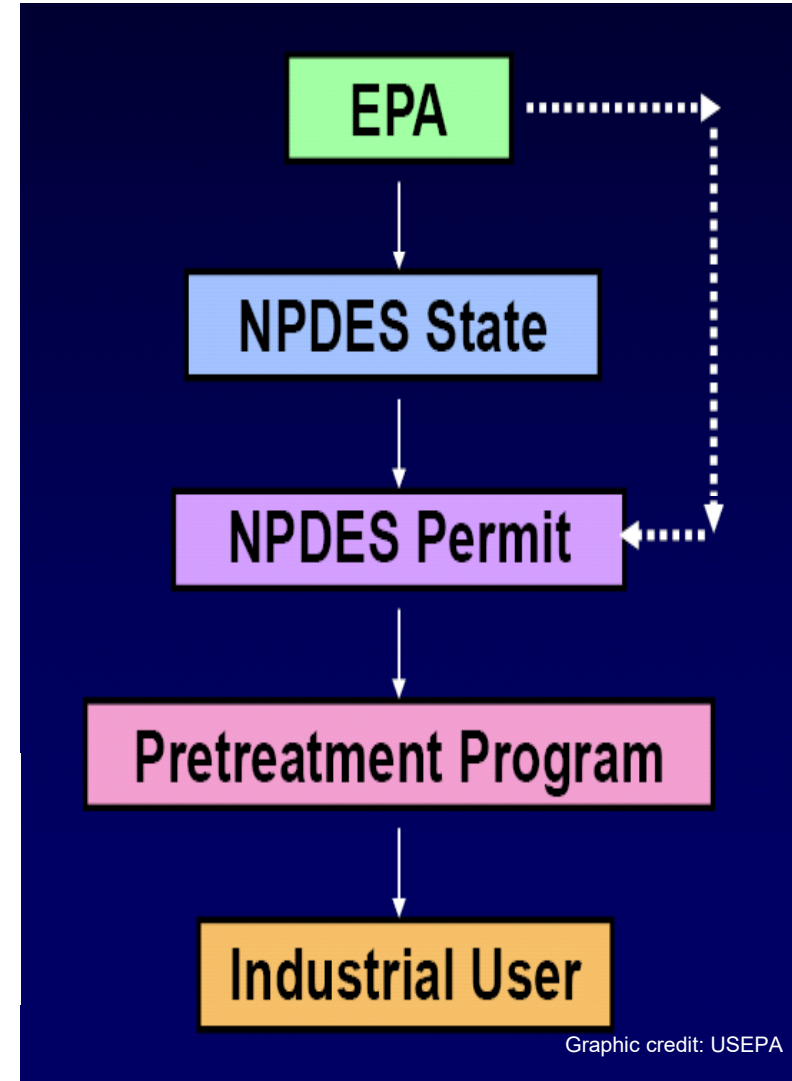 EPA
NPDES State
NPDES Permit
Pretreatment Program
Industrial User
Graphic credit: USEPA